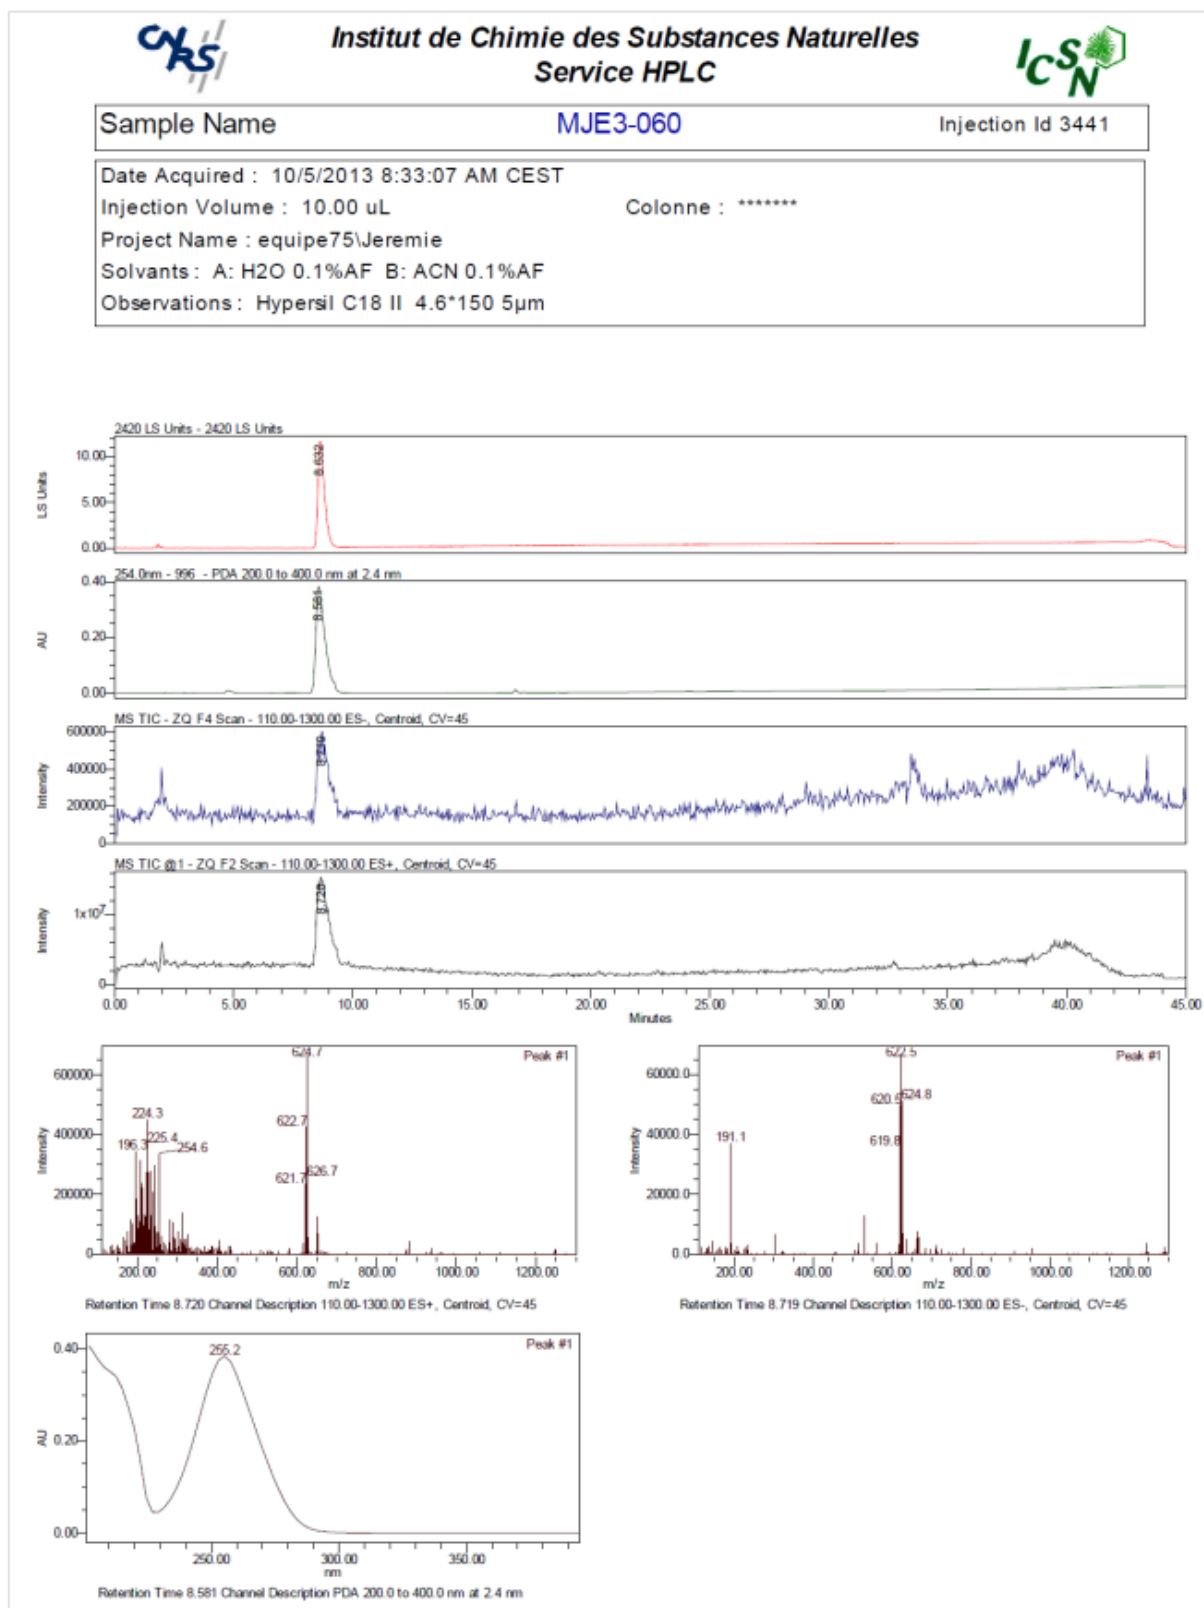 CNRS
Institut de Chimie des Substances Naturelles
Service HPLC
ICSN
Sample Name MJE3-060 Injection Id 3441
Date Acquired : 10/5/2013 8:33:07 AM CEST
Injection Volume : 10.00 uL Colonne : *******
Project Name : equipe75\Jeremie
Solvants : A: H2O 0.1%AF B: ACN 0.1%AF
Observations : Hypersil C18 II 4.6*150 5µm
2420 LS Units - 2420 LS Units
LS Units
10.00
5.00
0.00
8.632
254.0nm - 996 - PDA 200.0 to 400.0 nm at 2.4 nm
AU
0.40
0.20
0.00
8.581
MS TIC - ZQ F4 Scan - 110.00-1300.00 ES-, Centroid, CV=45
Intensity
600000
400000
200000
0
8.719
MS TIC @1 - ZQ F2 Scan - 110.00-1300.00 ES+, Centroid, CV=45
Intensity
1x10^7
0
8.720
0.00 5.00 10.00 15.00 20.00 25.00 30.00 35.00 40.00 45.00
Minutes
Peak #1
Intensity
600000
400000
200000
0
624.7
622.7
626.7
621.7
224.3
225.4
196.3
254.6
200.00 400.00 600.00 800.00 1000.00 1200.00
m/z
Retention Time 8.720 Channel Description 110.00-1300.00 ES+, Centroid, CV=45
Peak #1
Intensity
60000.0
40000.0
20000.0
0.0
622.5
620.5
624.8
619.8
191.1
200.00 400.00 600.00 800.00 1000.00 1200.00
m/z
Retention Time 8.719 Channel Description 110.00-1300.00 ES-, Centroid, CV=45
Peak #1
AU
0.40
0.20
0.00
255.2
250.00 300.00 350.00
nm
Retention Time 8.581 Channel Description PDA 200.0 to 400.0 nm at 2.4 nm